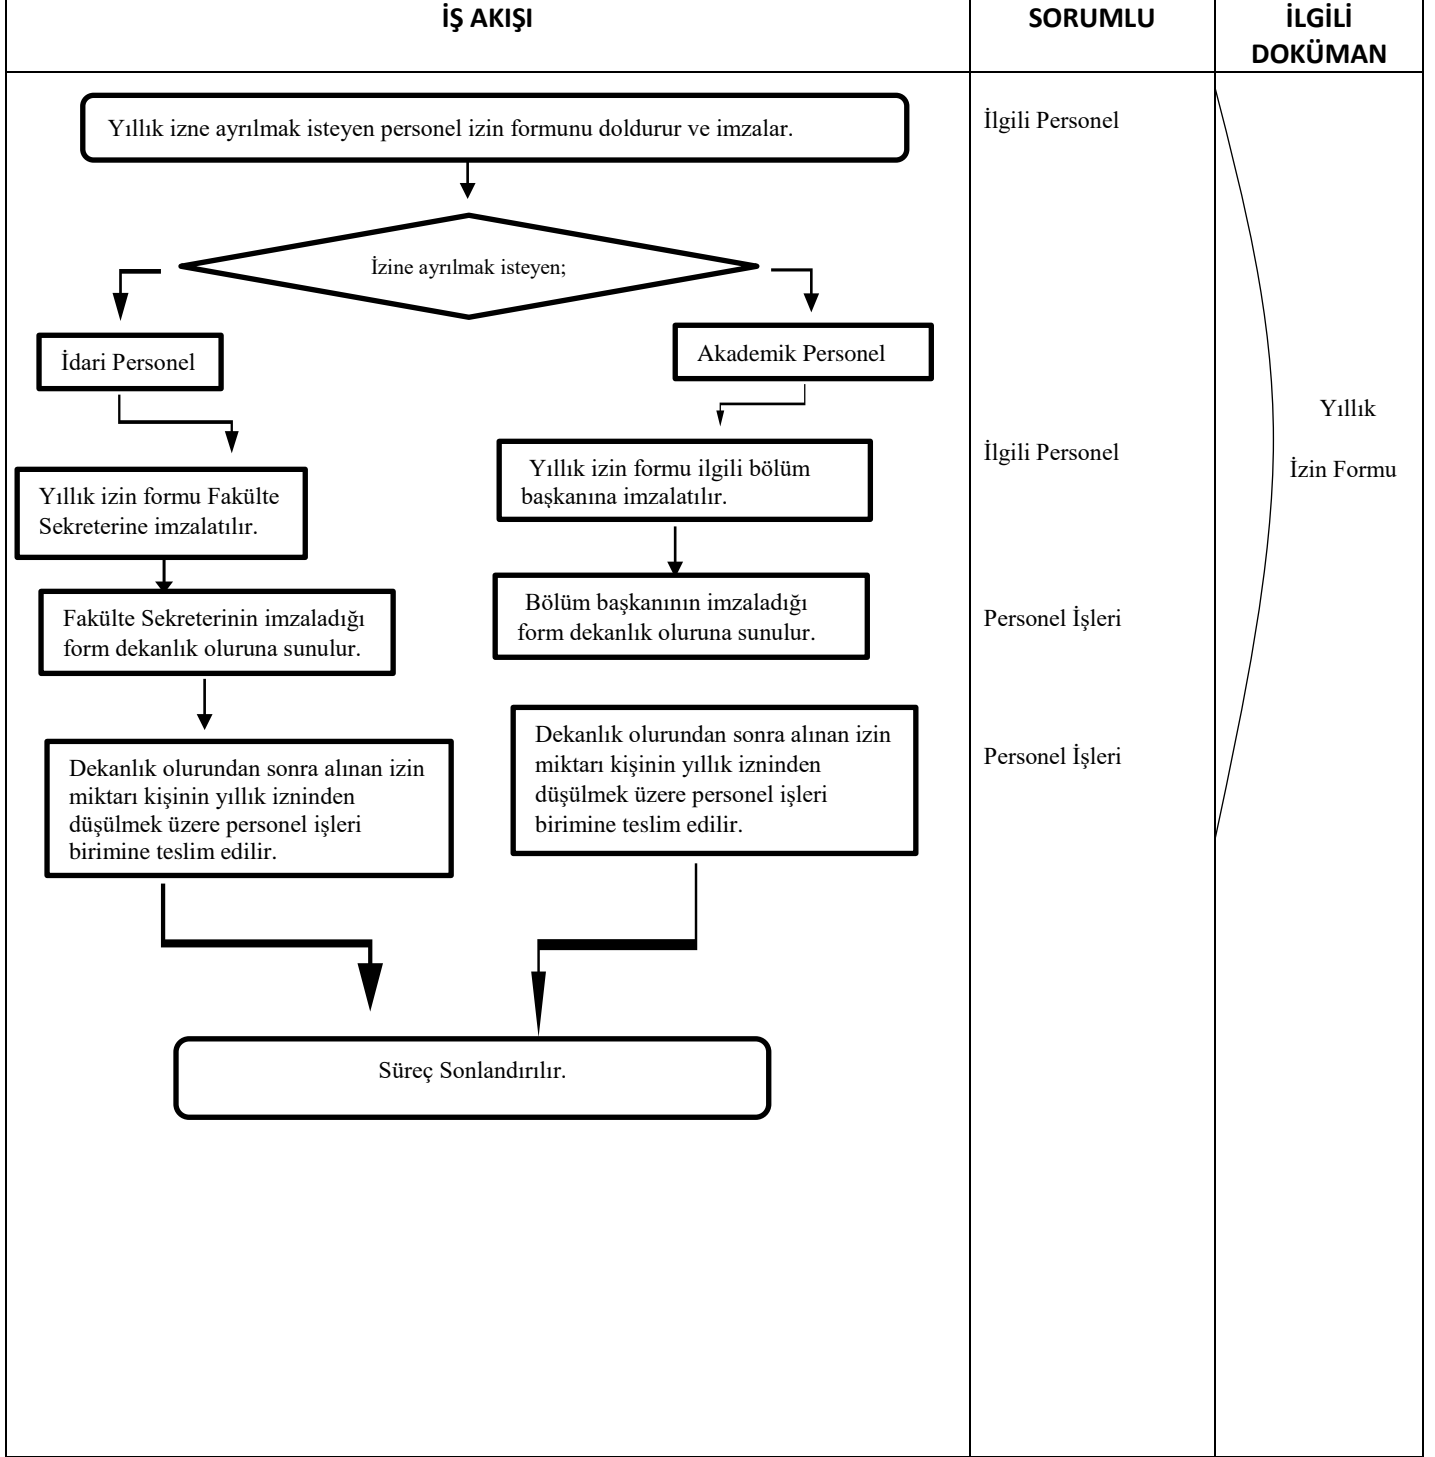 İŞ AKIŞI
SORUMLU
İLGİLİ
DOKÜMAN
Yıllık izne ayrılmak isteyen personel izin formunu doldurur ve imzalar.
İlgili Personel
İzine ayrılmak isteyen;
İdari Personel
Akademik Personel
Yıllık izin formu Fakülte
Sekreterine imzalatılır.
Yıllık izin formu ilgili bölüm
başkanına imzalatılır.
İlgili Personel
Yıllık
İzin Formu
Fakülte Sekreterinin imzaladığı
form dekanlık oluruna sunulur.
Bölüm başkanının imzaladığı
form dekanlık oluruna sunulur.
Personel İşleri
Dekanlık olurundan sonra alınan izin
miktarı kişinin yıllık izninden
düşülmek üzere personel işleri
birimine teslim edilir.
Dekanlık olurundan sonra alınan izin
miktarı kişinin yıllık izninden
düşülmek üzere personel işleri
birimine teslim edilir.
Personel İşleri
Süreç Sonlandırılır.